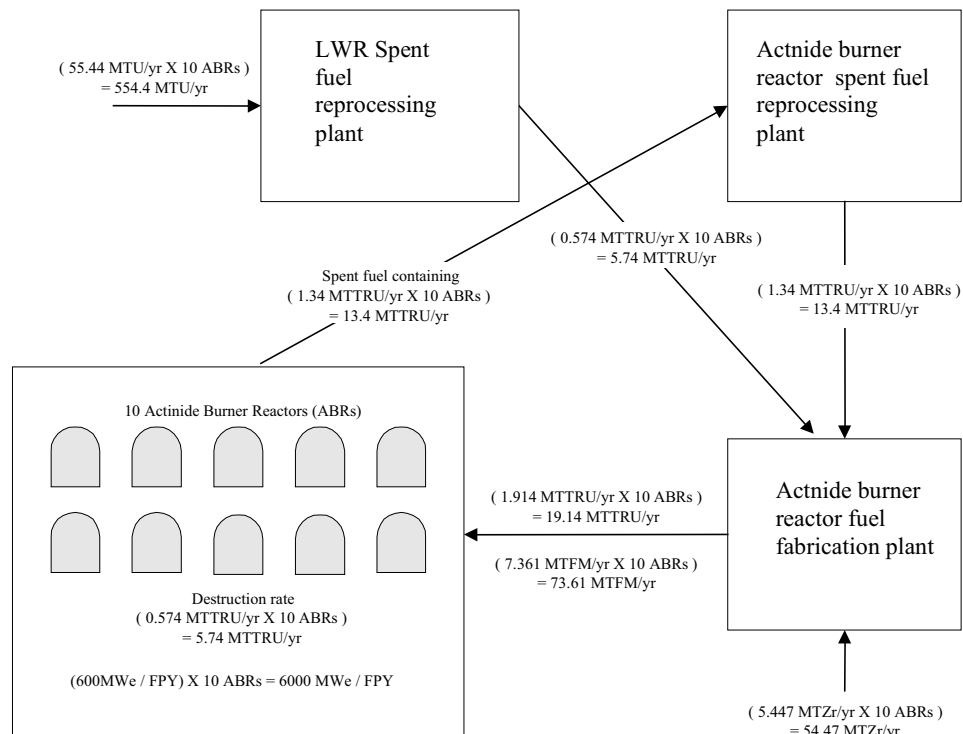 ( 55.44 MTU/yr X 10 ABRs )
= 554.4 MTU/yr
LWR Spent
fuel
reprocessing
plant
Actnide burner
reactor spent fuel
reprocessing
plant
( 0.574 MTTRU/yr X 10 ABRs )
= 5.74 MTTRU/yr
Spent fuel containing
( 1.34 MTTRU/yr X 10 ABRs )
= 13.4 MTTRU/yr
( 1.34 MTTRU/yr X 10 ABRs )
= 13.4 MTTRU/yr
10 Actinide Burner Reactors (ABRs)
Destruction rate
( 0.574 MTTRU/yr X 10 ABRs )
= 5.74 MTTRU/yr
(600MWe / FPY) X 10 ABRs = 6000 MWe / FPY
( 1.914 MTTRU/yr X 10 ABRs )
= 19.14 MTTRU/yr
( 7.361 MTFM/yr X 10 ABRs )
= 73.61 MTFM/yr
Actnide burner
reactor fuel
fabrication plant
( 5.447 MTZr/yr X 10 ABRs )
= 54.47 MTZr/yr